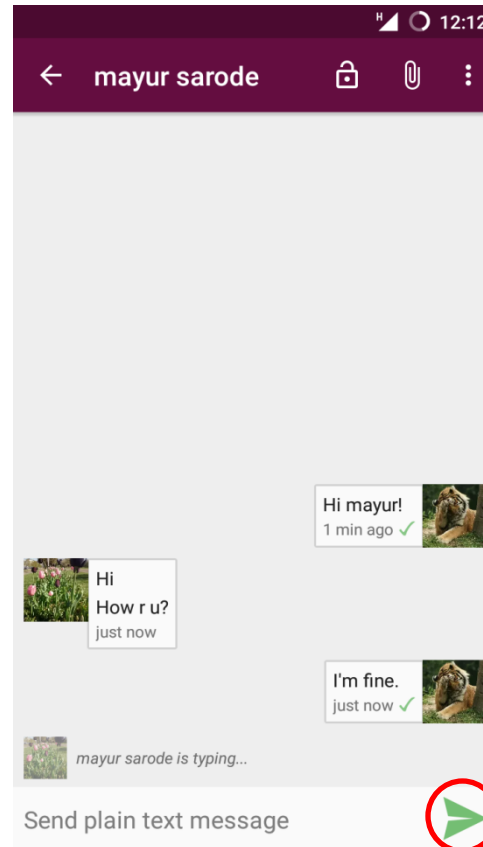 H 12:12
mayur sarode
Hi mayur!
1 min ago
Hi
How r u?
just now
I'm fine.
just now
mayur sarode is typing...
Send plain text message